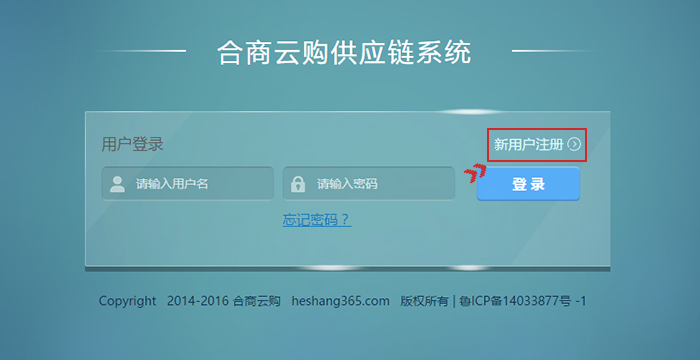 合商云购供应链系统
用户登录
新用户注册
请输入用户名
请输入密码
登录
忘记密码？
Copyright 2014-2016 合商云购 heshang365.com 版权所有 | 鲁ICP备14033877号 -1